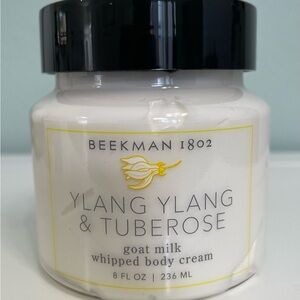 BEEKMAN 1802
YLANG YLANG
& TUBEROSE
goat milk
whipped body cream
8 FL OZ | 236 ML